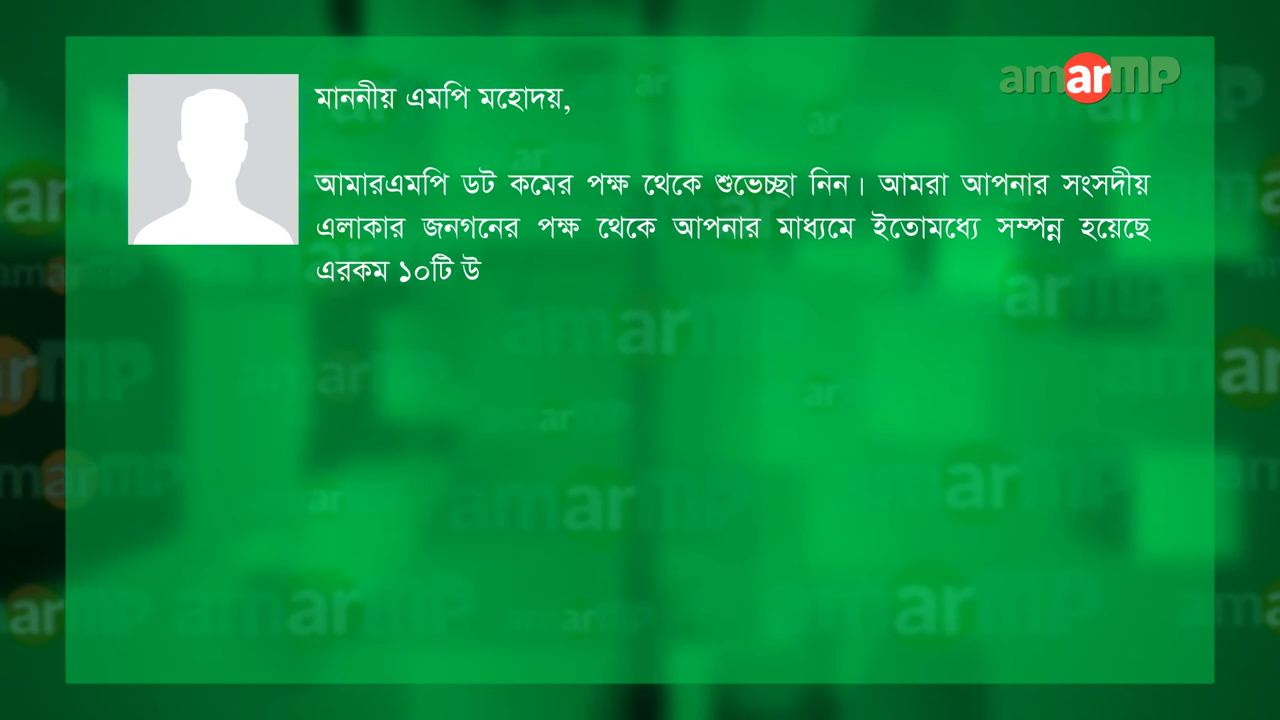 amarMP
মাননীয় এমপি মহোদয়,
আমারএমপি ডট কমের পক্ষ থেকে শুভেচ্ছা নিন। আমরা আপনার সংসদীয়
এলাকার জনগনের পক্ষ থেকে আপনার মাধ্যমে ইতোমধ্যে সম্পন্ন হয়েছে
এরকম ১০টি উ